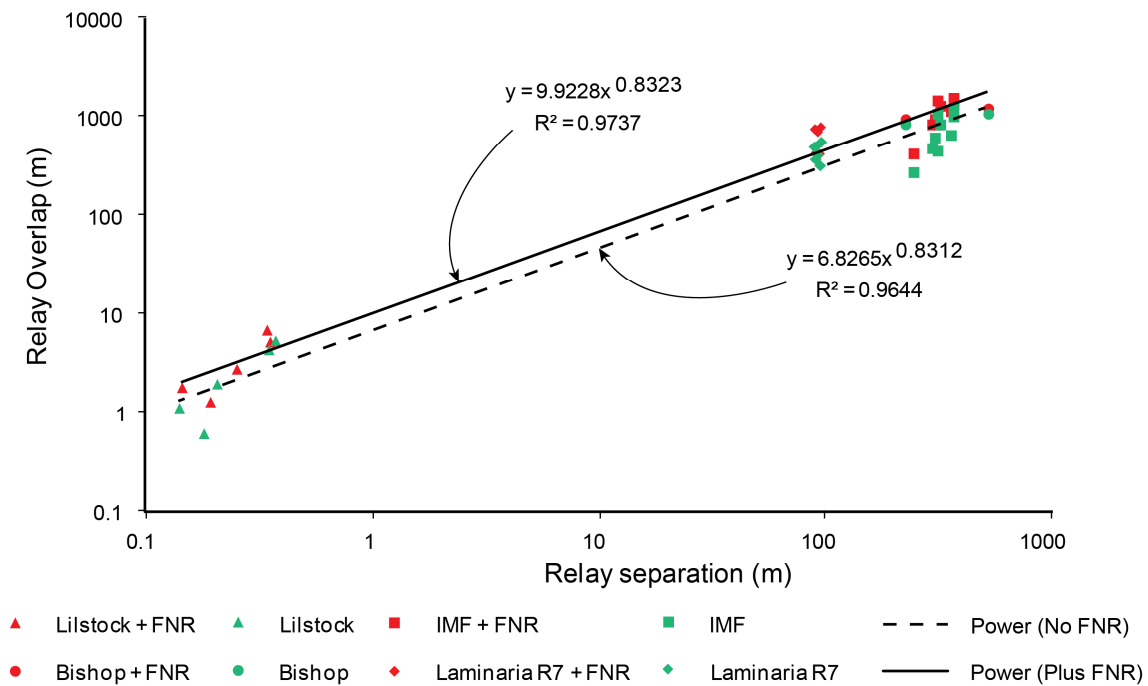 10000
1000
100
10
1
0.1
Relay Overlap (m)
y = 9.9228x^0.8323
R² = 0.9737
y = 6.8265x^0.8312
R² = 0.9644
0.1 1 10 100 1000
Relay separation (m)
Lilstock + FNR Lilstock IMF + FNR IMF Power (No FNR)
Bishop + FNR Bishop Laminaria R7 + FNR Laminaria R7 Power (Plus FNR)